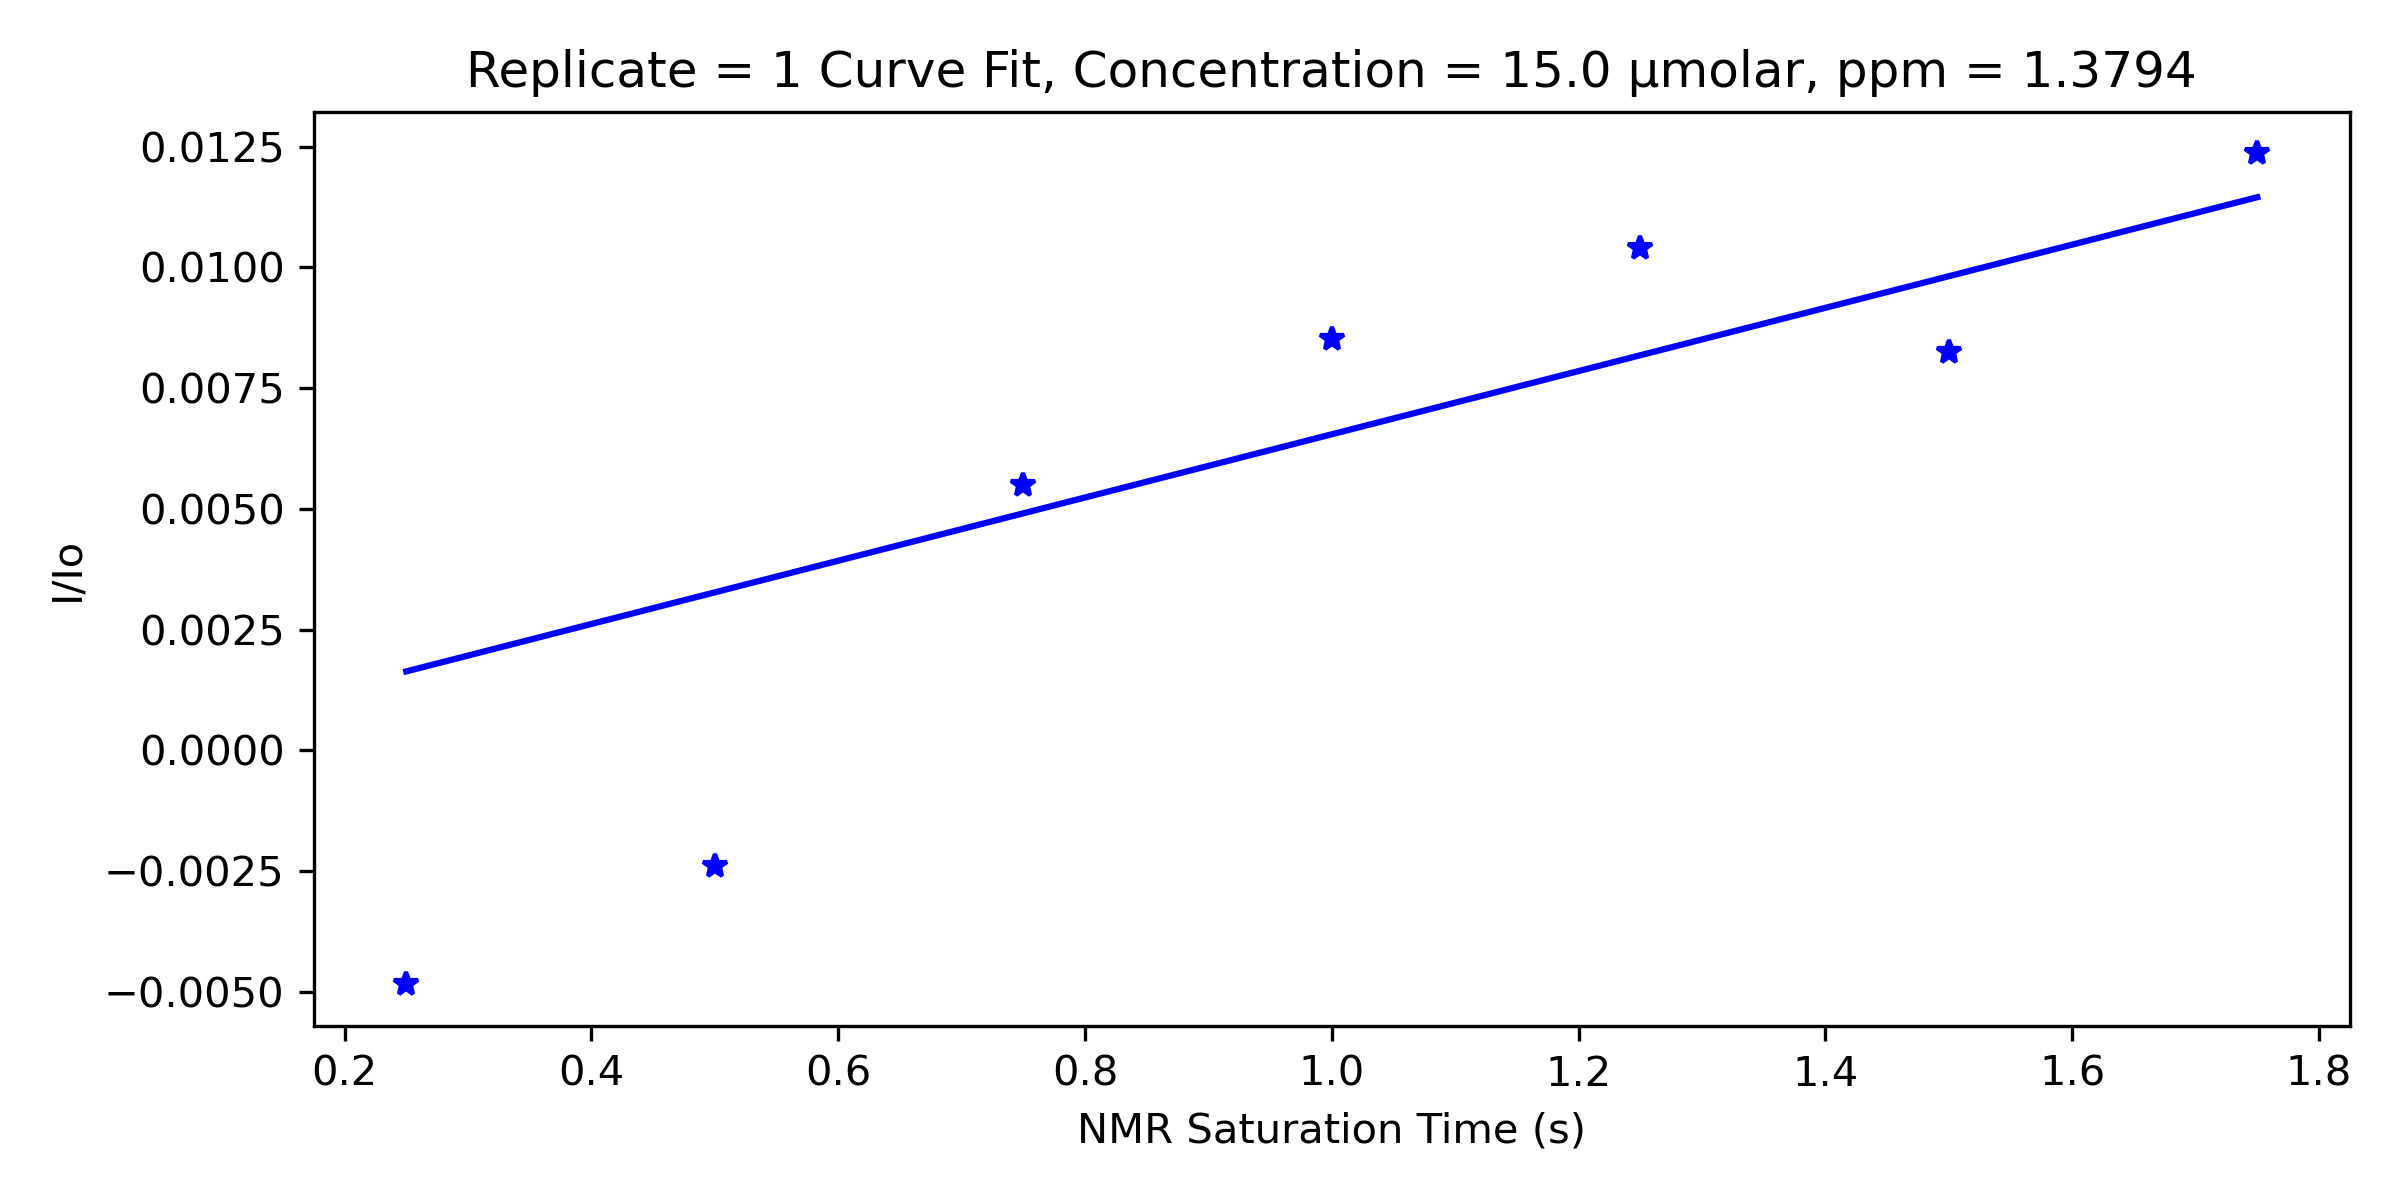 Replicate = 1 Curve Fit, Concentration = 15.0 µmolar, ppm = 1.3794
0.0125
0.0100
0.0075
0.0050
0.0025
0.0000
−0.0025
−0.0050
I/Io
0.2 0.4 0.6 0.8 1.0 1.2 1.4 1.6 1.8
NMR Saturation Time (s)